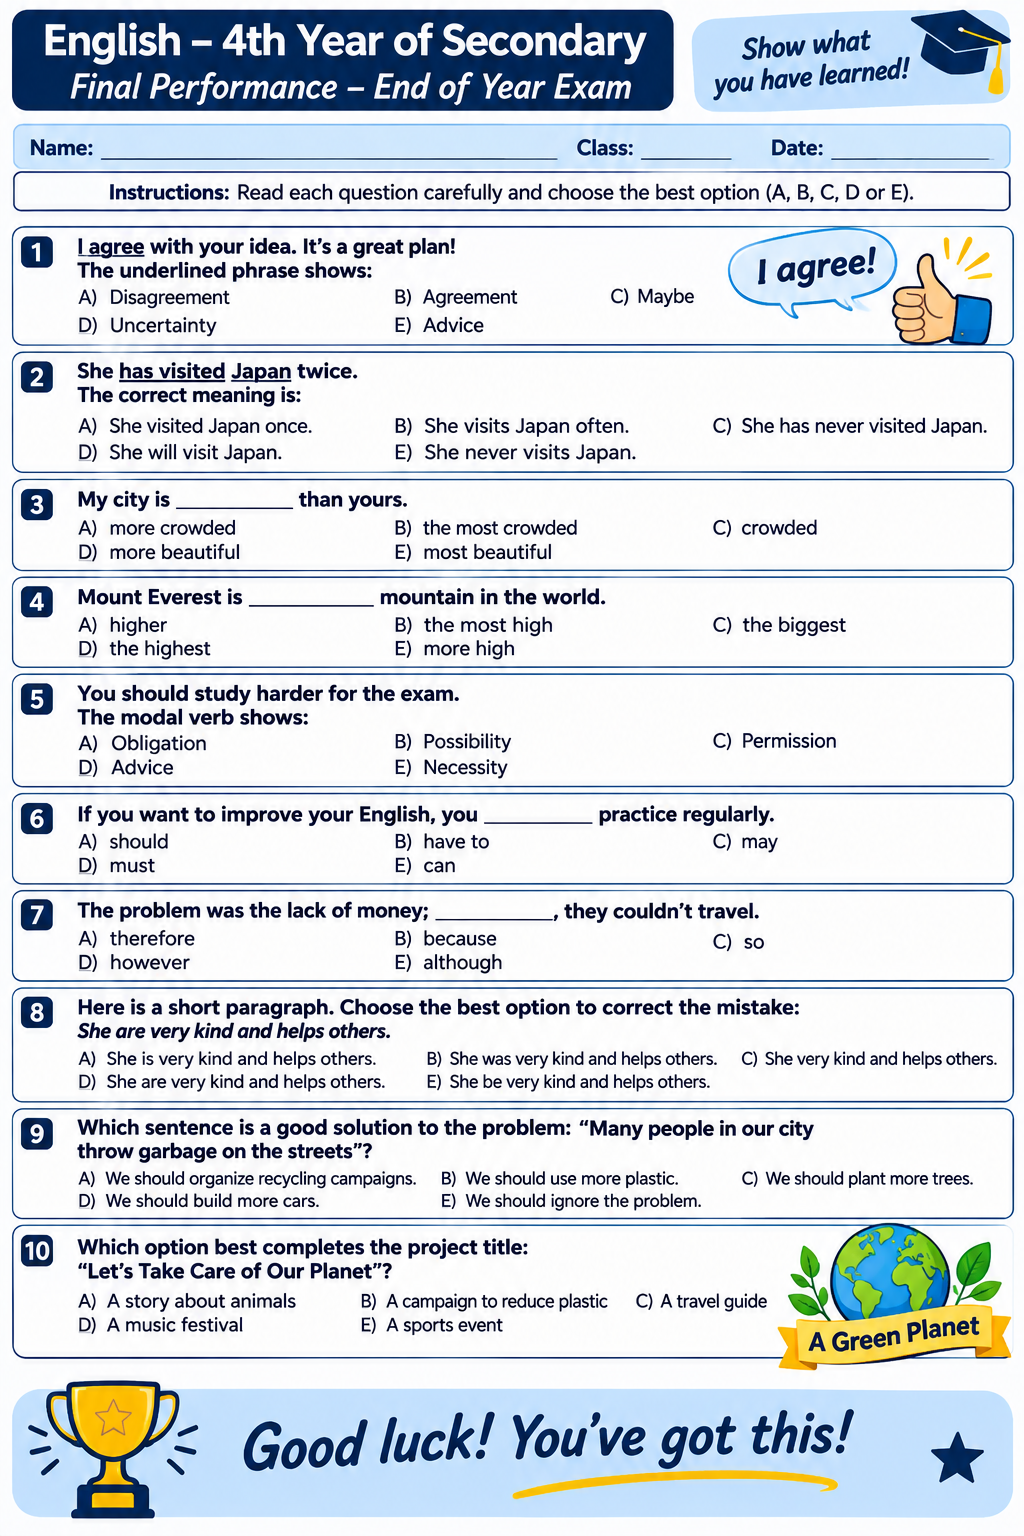 English – 4th Year of Secondary
Final Performance – End of Year Exam
Show what
you have learned!
Name: ______ Class: ______ Date: ______
Instructions: Read each question carefully and choose the best option (A, B, C, D or E).
1 I agree with your idea. It's a great plan!
The underlined phrase shows:
A) Disagreement B) Agreement C) Maybe
D) Uncertainty E) Advice
I agree!
2 She has visited Japan twice.
The correct meaning is:
A) She visited Japan once. B) She visits Japan often. C) She has never visited Japan.
D) She will visit Japan. E) She never visits Japan.
3 My city is ______ than yours.
A) more crowded B) the most crowded C) crowded
D) more beautiful E) most beautiful
4 Mount Everest is ______ mountain in the world.
A) higher B) the most high C) the biggest
D) the highest E) more high
5 You should study harder for the exam.
The modal verb shows:
A) Obligation B) Possibility C) Permission
D) Advice E) Necessity
6 If you want to improve your English, you ______ practice regularly.
A) should B) have to C) may
D) must E) can
7 The problem was the lack of money; ______, they couldn't travel.
A) therefore B) because C) so
D) however E) although
8 Here is a short paragraph. Choose the best option to correct the mistake:
She are very kind and helps others.
A) She is very kind and helps others. B) She was very kind and helps others. C) She very kind and helps others.
D) She are very kind and helps others. E) She be very kind and helps others.
9 Which sentence is a good solution to the problem: “Many people in our city
throw garbage on the streets”?
A) We should organize recycling campaigns. B) We should use more plastic. C) We should plant more trees.
D) We should build more cars. E) We should ignore the problem.
10 Which option best completes the project title:
“Let's Take Care of Our Planet”?
A) A story about animals B) A campaign to reduce plastic C) A travel guide
D) A music festival E) A sports event
A Green Planet
Good luck! You've got this!